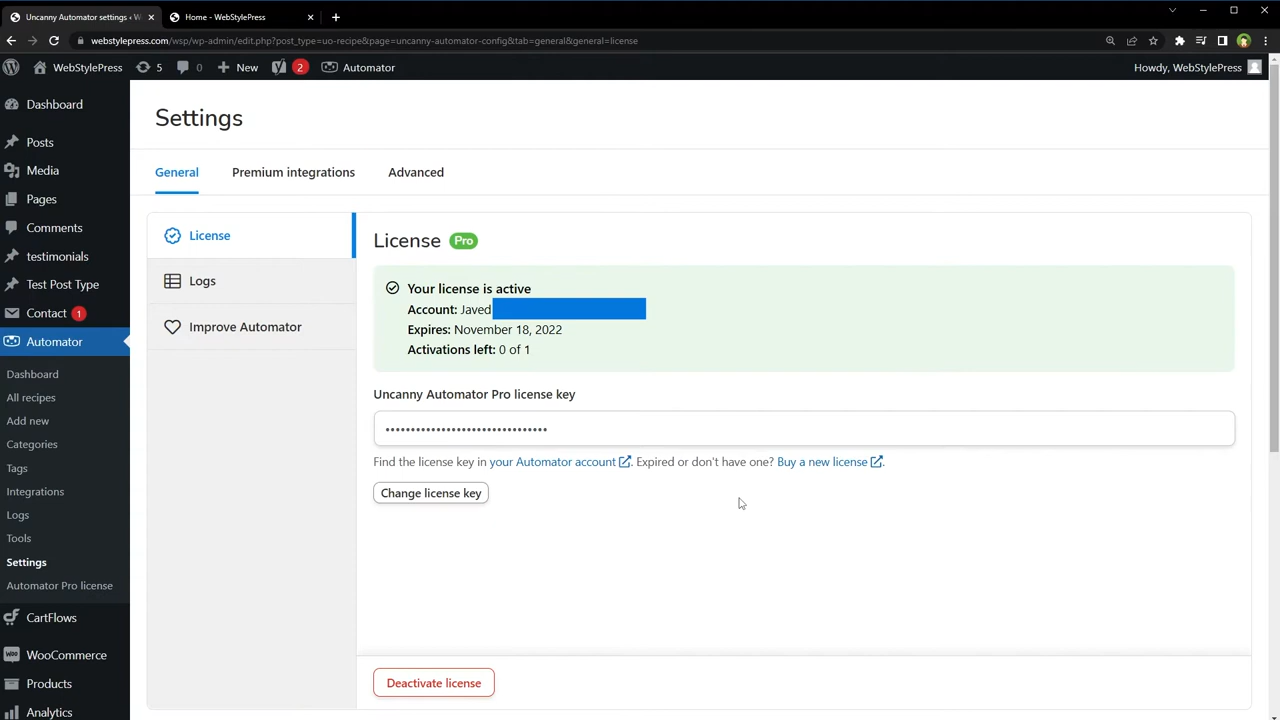 Uncanny Automator settings ‹ W
Home - WebStylePress
webstylepress.com/wsp/wp-admin/edit.php?post_type=uo-recipe&page=uncanny-automator-config&tab=general&general=license
WebStylePress
5
0
New
2
Automator
Howdy, WebStylePress
Dashboard
Posts
Media
Pages
Comments
testimonials
Test Post Type
Contact 1
Automator
Dashboard
All recipes
Add new
Categories
Tags
Integrations
Logs
Tools
Settings
Automator Pro license
CartFlows
WooCommerce
Products
Analytics
Settings
General
Premium integrations
Advanced
License
Logs
Improve Automator
License Pro
Your license is active
Account: Javed
Expires: November 18, 2022
Activations left: 0 of 1
Uncanny Automator Pro license key
Find the license key in your Automator account. Expired or don't have one? Buy a new license.
Change license key
Deactivate license